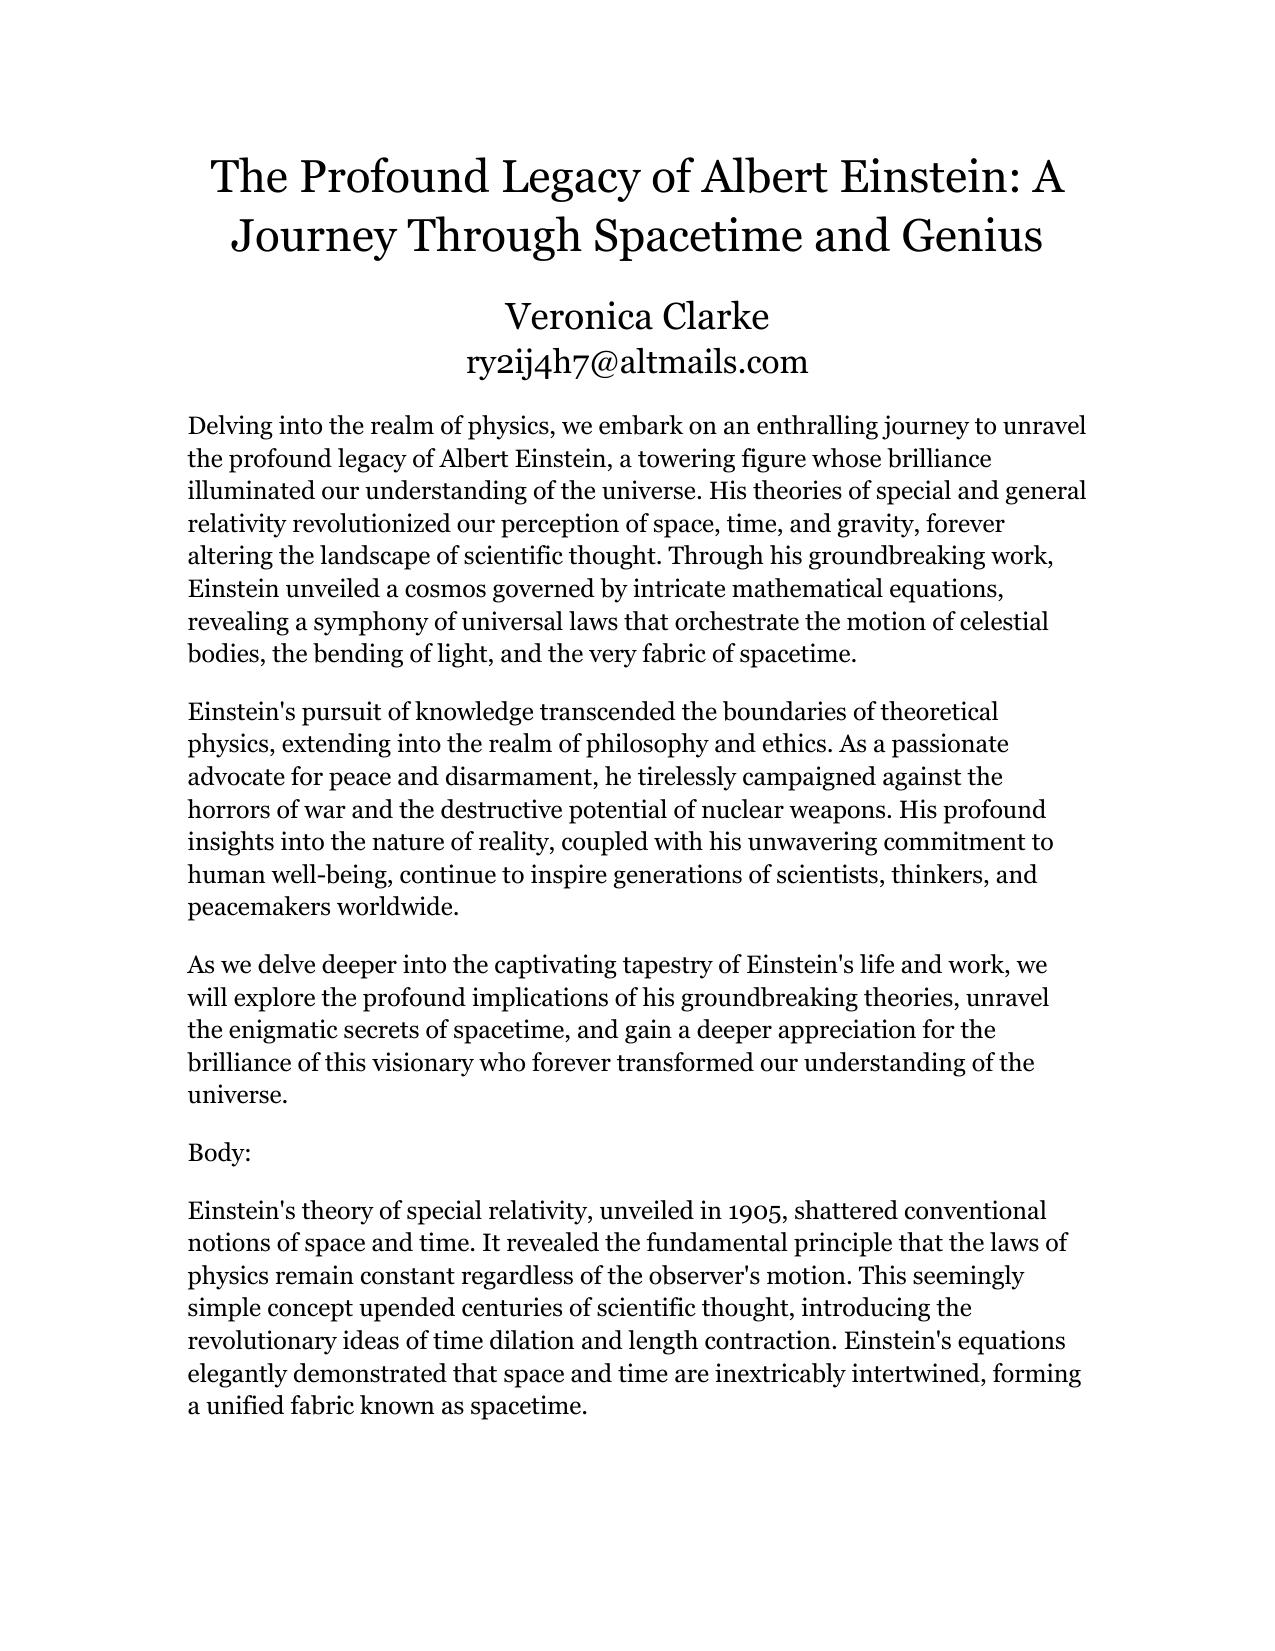 The Profound Legacy of Albert Einstein: A
Journey Through Spacetime and Genius
Veronica Clarke
ry2ij4h7@altmails.com
Delving into the realm of physics, we embark on an enthralling journey to unravel
the profound legacy of Albert Einstein, a towering figure whose brilliance
illuminated our understanding of the universe. His theories of special and general
relativity revolutionized our perception of space, time, and gravity, forever
altering the landscape of scientific thought. Through his groundbreaking work,
Einstein unveiled a cosmos governed by intricate mathematical equations,
revealing a symphony of universal laws that orchestrate the motion of celestial
bodies, the bending of light, and the very fabric of spacetime.
Einstein's pursuit of knowledge transcended the boundaries of theoretical
physics, extending into the realm of philosophy and ethics. As a passionate
advocate for peace and disarmament, he tirelessly campaigned against the
horrors of war and the destructive potential of nuclear weapons. His profound
insights into the nature of reality, coupled with his unwavering commitment to
human well-being, continue to inspire generations of scientists, thinkers, and
peacemakers worldwide.
As we delve deeper into the captivating tapestry of Einstein's life and work, we
will explore the profound implications of his groundbreaking theories, unravel
the enigmatic secrets of spacetime, and gain a deeper appreciation for the
brilliance of this visionary who forever transformed our understanding of the
universe.
Body:
Einstein's theory of special relativity, unveiled in 1905, shattered conventional
notions of space and time. It revealed the fundamental principle that the laws of
physics remain constant regardless of the observer's motion. This seemingly
simple concept upended centuries of scientific thought, introducing the
revolutionary ideas of time dilation and length contraction. Einstein's equations
elegantly demonstrated that space and time are inextricably intertwined, forming
a unified fabric known as spacetime.